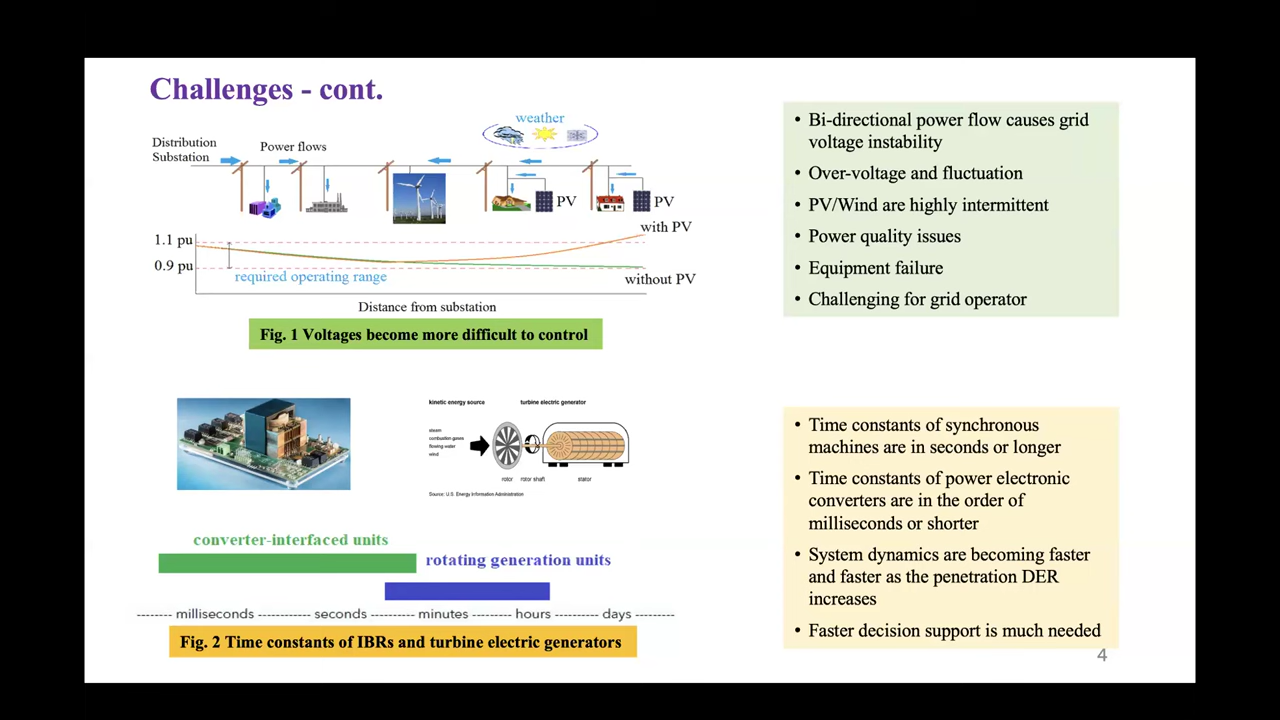 Challenges - cont.
weather
Distribution
Substation
Power flows
PV
PV
with PV
1.1 pu
0.9 pu
required operating range
without PV
Distance from substation
Fig. 1 Voltages become more difficult to control
• Bi-directional power flow causes grid
voltage instability
• Over-voltage and fluctuation
• PV/Wind are highly intermittent
• Power quality issues
• Equipment failure
• Challenging for grid operator
kinetic energy source
turbine electric generator
steam
combustion gases
flowing water
wind
rotor
rotor shaft
stator
Source: U.S. Energy Information Administration
converter-interfaced units
rotating generation units
-------- milliseconds ------------ seconds --------- minutes -------- hours --------- days ---------
Fig. 2 Time constants of IBRs and turbine electric generators
• Time constants of synchronous
machines are in seconds or longer
• Time constants of power electronic
converters are in the order of
milliseconds or shorter
• System dynamics are becoming faster
and faster as the penetration DER
increases
• Faster decision support is much needed
4